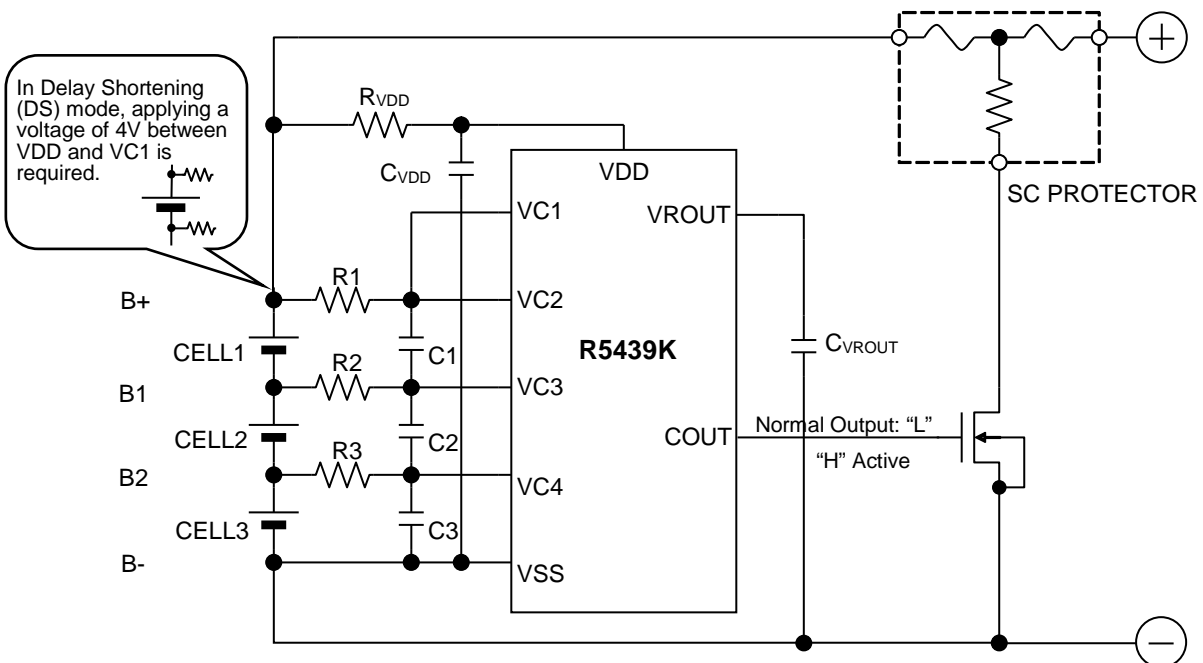 In Delay Shortening
(DS) mode, applying a
voltage of 4V between
VDD and VC1 is
required.
RVDD
CVDD
VDD
SC PROTECTOR
VC1
VROUT
R1
B+
VC2
CELL1
C1
R5439K
CVROUT
R2
B1
VC3
CELL2
C2
COUT
Normal Output: "L"
"H" Active
R3
B2
VC4
CELL3
C3
B-
VSS
+
−